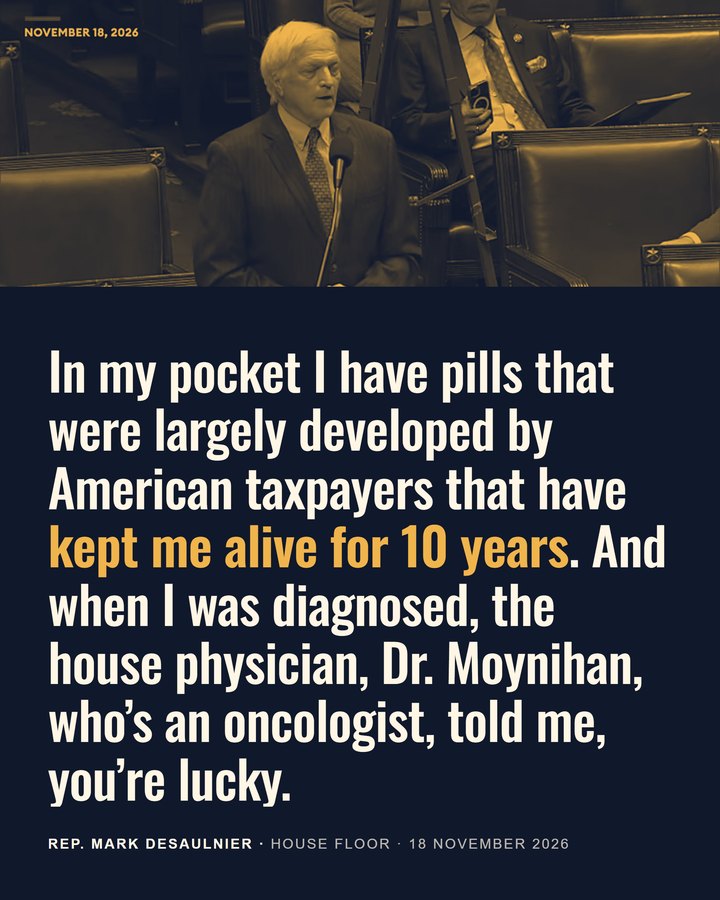 NOVEMBER 18, 2026
In my pocket I have pills that
were largely developed by
American taxpayers that have
kept me alive for 10 years. And
when I was diagnosed, the
house physician, Dr. Moynihan,
who's an oncologist, told me,
you're lucky.
REP. MARK DESAULNIER · HOUSE FLOOR · 18 NOVEMBER 2026